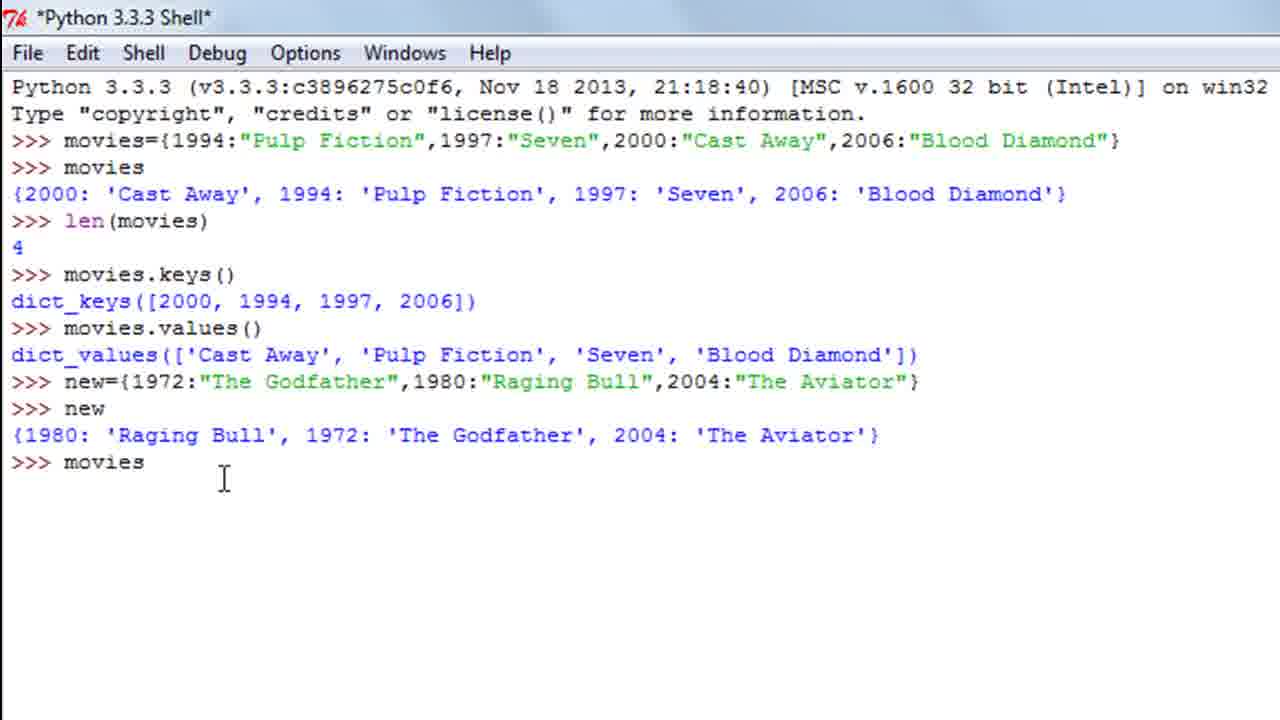 *Python 3.3.3 Shell*
File Edit Shell Debug Options Windows Help
Python 3.3.3 (v3.3.3:c3896275c0f6, Nov 18 2013, 21:18:40) [MSC v.1600 32 bit (Intel)] on win32
Type "copyright", "credits" or "license()" for more information.
>>> movies={1994:"Pulp Fiction",1997:"Seven",2000:"Cast Away",2006:"Blood Diamond"}
>>> movies
{2000: 'Cast Away', 1994: 'Pulp Fiction', 1997: 'Seven', 2006: 'Blood Diamond'}
>>> len(movies)
4
>>> movies.keys()
dict_keys([2000, 1994, 1997, 2006])
>>> movies.values()
dict_values(['Cast Away', 'Pulp Fiction', 'Seven', 'Blood Diamond'])
>>> new={1972:"The Godfather",1980:"Raging Bull",2004:"The Aviator"}
>>> new
{1980: 'Raging Bull', 1972: 'The Godfather', 2004: 'The Aviator'}
>>> movies